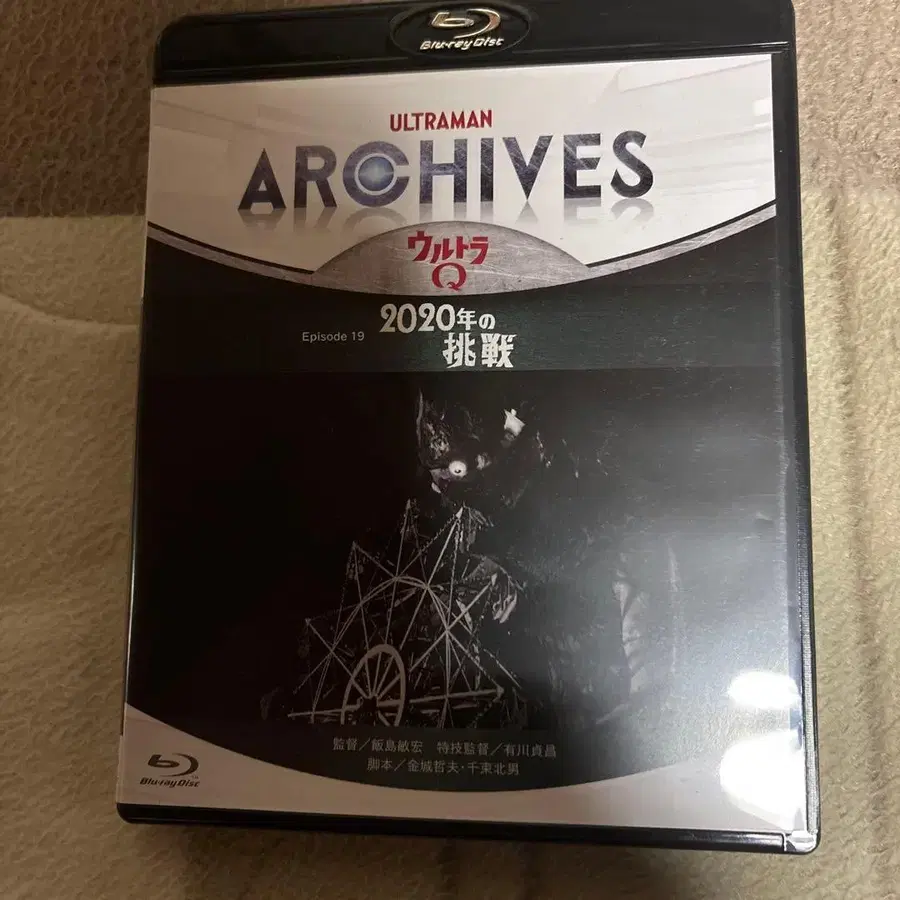 Blu-ray Disc
ULTRAMAN
ARCHIVES
ウルトラ
Q
Episode 19 2020年の
挑戦
監督／飯島敏宏 特技監督／有川貞昌
脚本／金城哲夫・千束北男
Blu-ray Disc